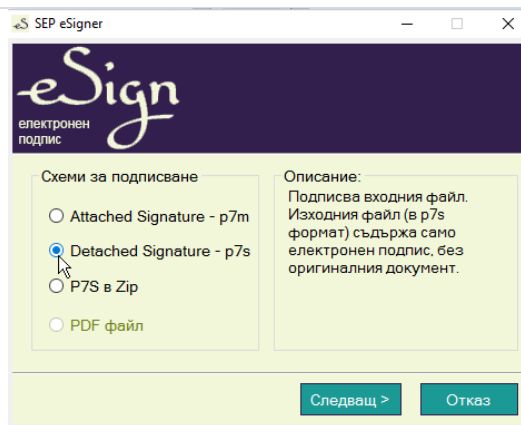 eSign SEP eSigner
eSign
електронен
подпис
Схеми за подписване
Attached Signature - p7m
Detached Signature - p7s
P7S в Zip
PDF файл
Описание:
Подписва входния файл.
Изходния файл (в p7s
формат) съдържа само
електронен подпис, без
оригиналния документ.
Следващ >
Отказ